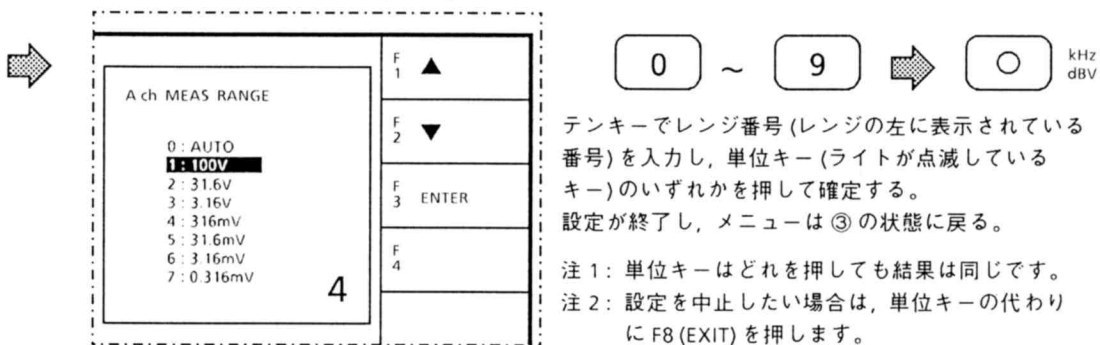 A ch MEAS RANGE
0 : AUTO
1 : 100V
2 : 31.6V
3 : 3.16V
4 : 316mV
5 : 31.6mV
6 : 3.16mV
7 : 0.316mV
4
F1 ▲
F2 ▼
F3 ENTER
F4
0 ~ 9 ○ kHz dBV
テンキーでレンジ番号 (レンジの左に表示されている
番号) を入力し, 単位キー (ライトが点滅している
キー) のいずれかを押して確定する。
設定が終了し, メニューは ③ の状態に戻る。
注 1 : 単位キーはどれを押しても結果は同じです。
注 2 : 設定を中止したい場合は, 単位キーの代わり
に F8 (EXIT) を押します。